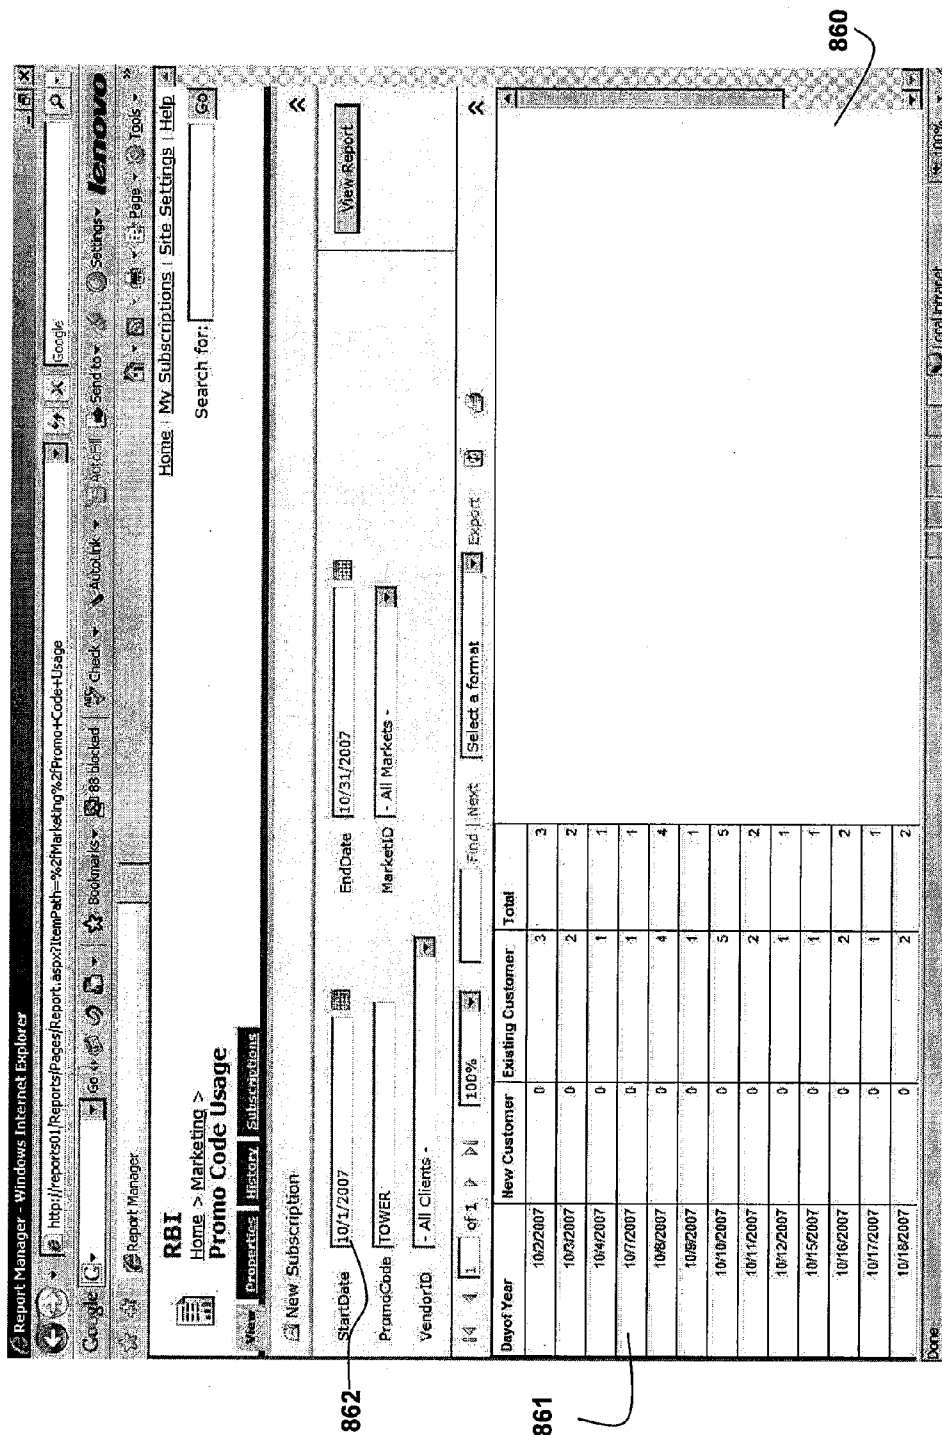 Report Manager - Windows Internet Explorer
http://reports01/Reports/Pages/Report.aspx?ItemPath=%2fMarketing%2fPromo+Code+Usage
Google
Google Go Bookmarks 88 blocked Check AutoLink AutoFill Send to Settings lenovo
Report Manager Page Tools
Home | My Subscriptions | Site Settings | Help
RBI
Home > Marketing >
Promo Code Usage
Search for: Go
View Properties History Subscriptions
New Subscription
StartDate 10/1/2007 EndDate 10/31/2007 View Report
PromoCode TOWER MarketID - All Markets -
VendorID - All Clients -
1 of 1 100% Find | Next Select a format Export
DayofYear New Customer Existing Customer Total
10/2/2007 0 3 3
10/3/2007 0 2 2
10/4/2007 0 1 1
10/7/2007 0 1 1
10/8/2007 0 4 4
10/9/2007 0 1 1
10/10/2007 0 5 5
10/11/2007 0 2 2
10/12/2007 0 1 1
10/15/2007 0 1 1
10/16/2007 0 2 2
10/17/2007 0 1 1
10/18/2007 0 2 2
Done Local intranet 100%
862
861
860